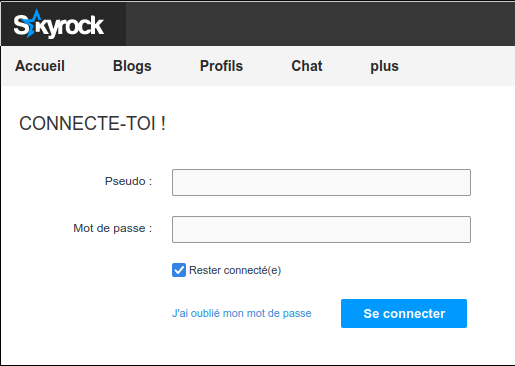 Skyrock
Accueil Blogs Profils Chat plus
CONNECTE-TOI !
Pseudo :
Mot de passe :
Rester connecté(e)
J'ai oublié mon mot de passe Se connecter